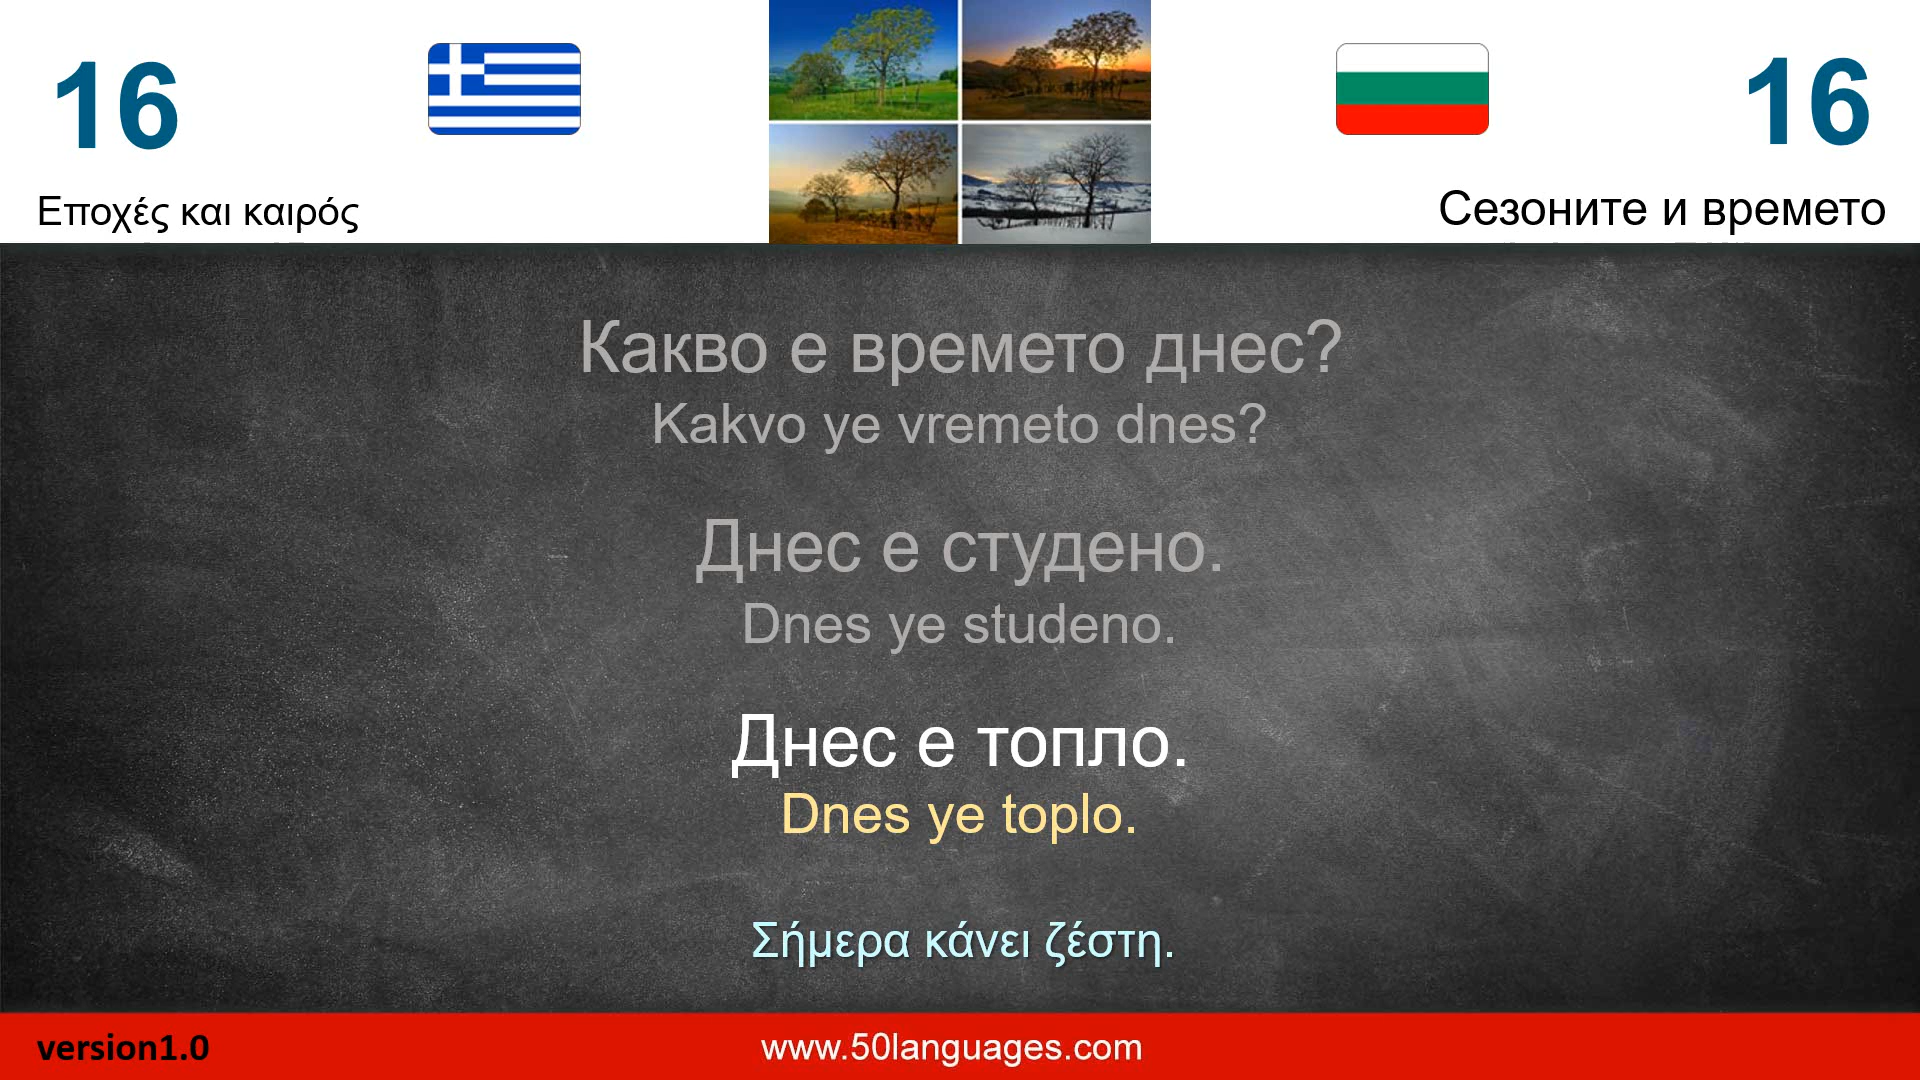 16
16
Εποχές και καιρός
Сезоните и времето
Какво е времето днес?
Kakvo ye vremeto dnes?
Днес е студено.
Dnes ye studeno.
Днес е топло.
Dnes ye toplo.
Σήμερα κάνει ζέστη.
version1.0
www.50languages.com